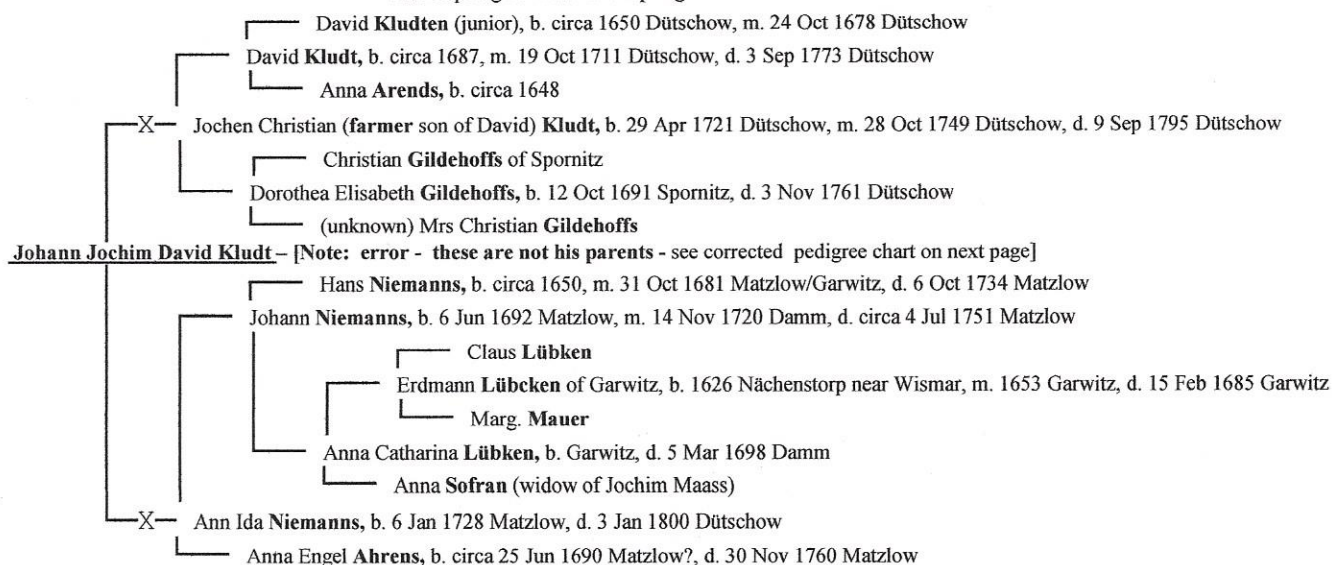 David Kludten (junior), b. circa 1650 Dütschow, m. 24 Oct 1678 Dütschow
David Kludt, b. circa 1687, m. 19 Oct 1711 Dütschow, d. 3 Sep 1773 Dütschow
Anna Arends, b. circa 1648
X Jochen Christian (farmer son of David) Kludt, b. 29 Apr 1721 Dütschow, m. 28 Oct 1749 Dütschow, d. 9 Sep 1795 Dütschow
Christian Gildehoffs of Spornitz
Dorothea Elisabeth Gildehoffs, b. 12 Oct 1691 Spornitz, d. 3 Nov 1761 Dütschow
(unknown) Mrs Christian Gildehoffs
Johann Jochim David Kludt – [Note: error - these are not his parents - see corrected pedigree chart on next page]
Hans Niemanns, b. circa 1650, m. 31 Oct 1681 Matzlow/Garwitz, d. 6 Oct 1734 Matzlow
Johann Niemanns, b. 6 Jun 1692 Matzlow, m. 14 Nov 1720 Damm, d. circa 4 Jul 1751 Matzlow
Claus Lübken
Erdmann Lübcken of Garwitz, b. 1626 Nächenstorp near Wismar, m. 1653 Garwitz, d. 15 Feb 1685 Garwitz
Marg. Mauer
Anna Catharina Lübken, b. Garwitz, d. 5 Mar 1698 Damm
Anna Sofran (widow of Jochim Maass)
X Ann Ida Niemanns, b. 6 Jan 1728 Matzlow, d. 3 Jan 1800 Dütschow
Anna Engel Ahrens, b. circa 25 Jun 1690 Matzlow?, d. 30 Nov 1760 Matzlow